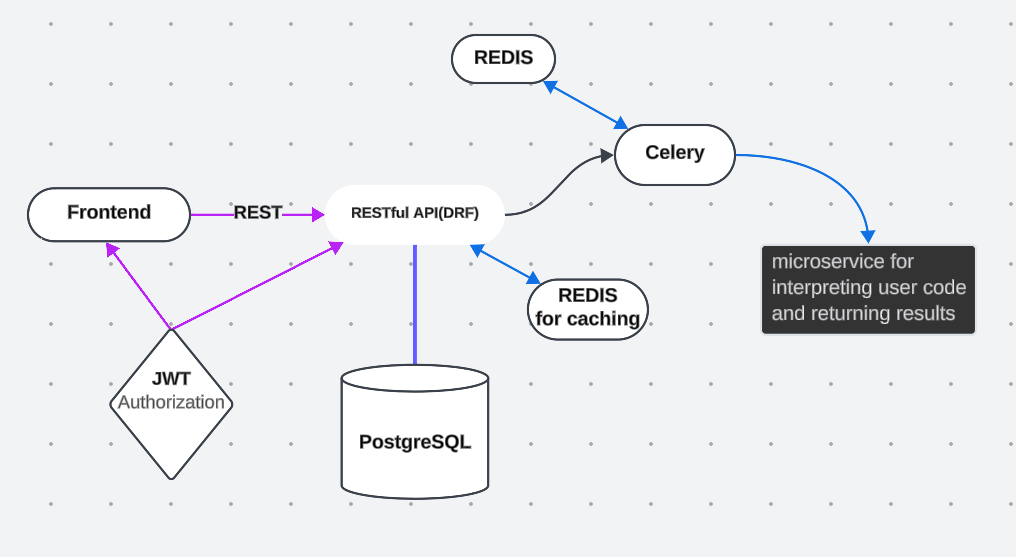 REDIS
Celery
Frontend
REST
RESTful API(DRF)
microservice for
interpreting user code
and returning results
REDIS
for caching
JWT
Authorization
PostgreSQL